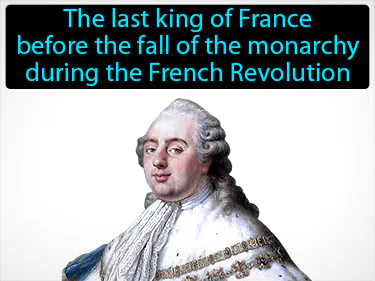 The last king of France
before the fall of the monarchy
during the French Revolution